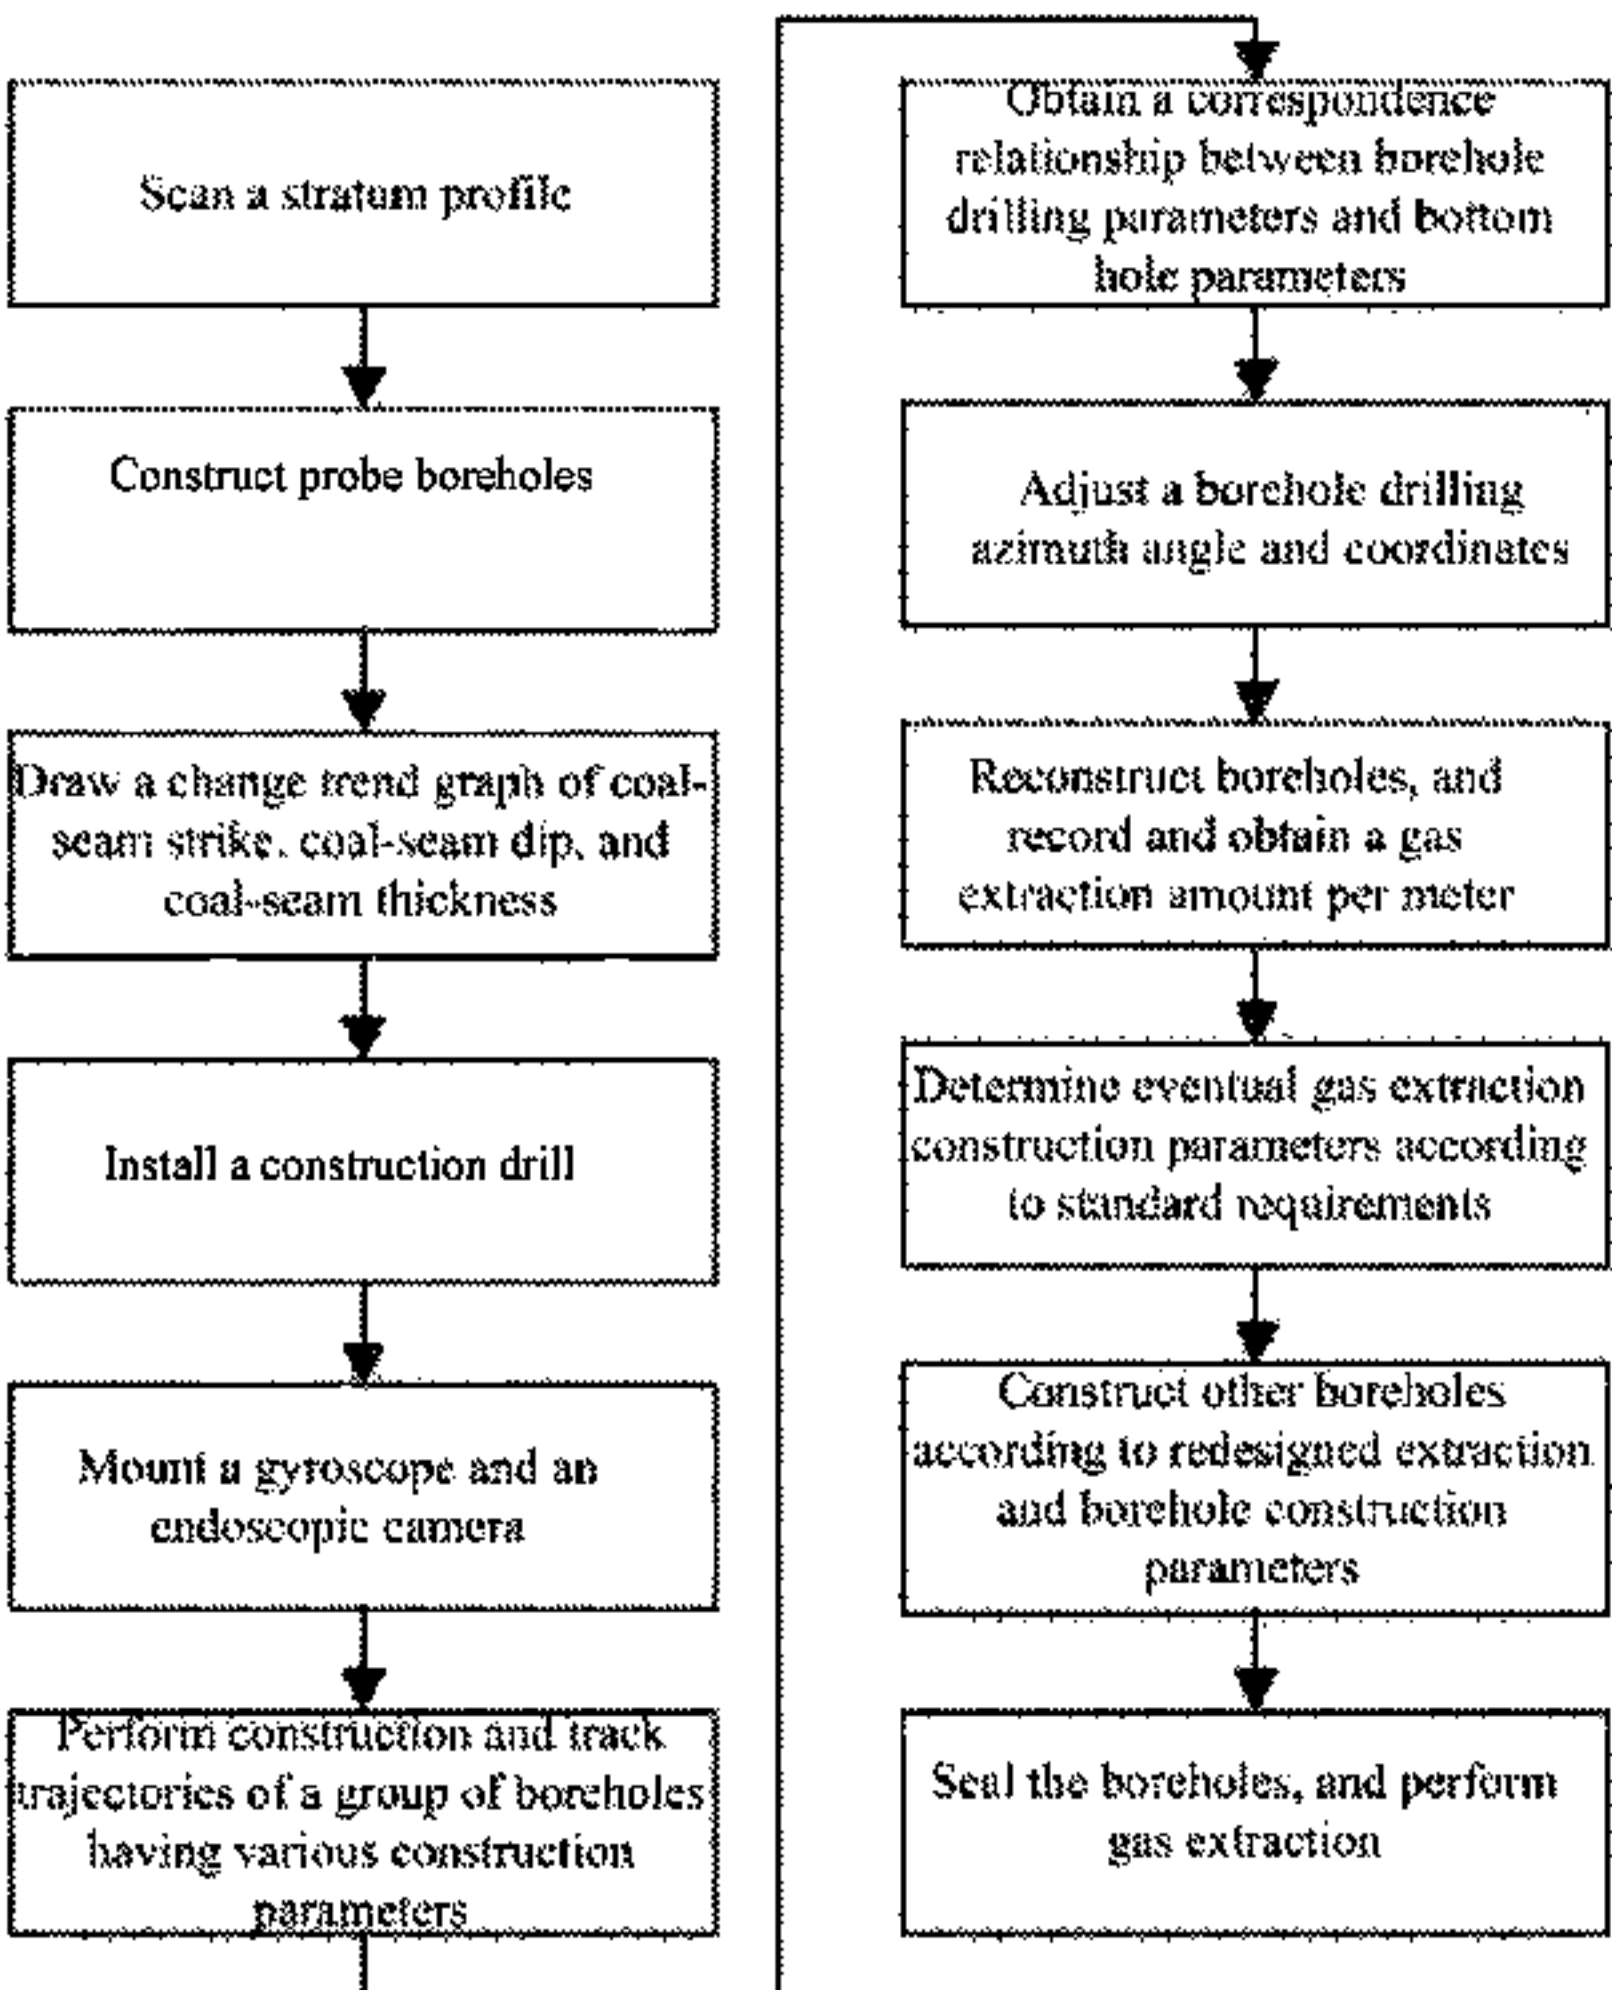 Scan a stratum profile
Construct probe boreholes
Draw a change trend graph of coal-
seam strike, coal-seam dip, and
coal-seam thickness
Install a construction drill
Mount a gyroscope and an
endoscopic camera
Perform construction and track
trajectories of a group of boreholes
having various construction
parameters
Obtain a correspondence
relationship between borehole
drilling parameters and bottom
hole parameters
Adjust a borehole drilling
azimuth angle and coordinates
Reconstruct boreholes, and
record and obtain a gas
extraction amount per meter
Determine eventual gas extraction
construction parameters according
to standard requirements
Construct other boreholes
according to redesigned extraction
and borehole construction
parameters
Seal the boreholes, and perform
gas extraction